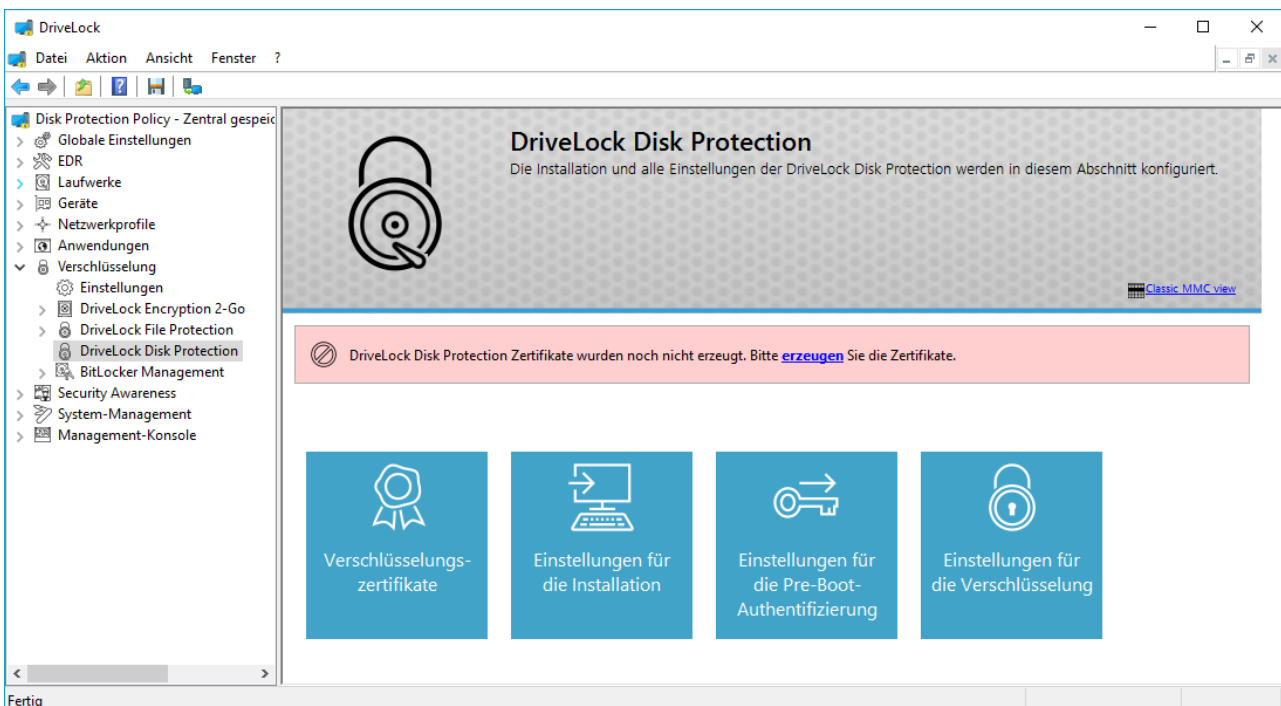 DriveLock
Datei Aktion Ansicht Fenster ?
Disk Protection Policy - Zentral gespeic
Globale Einstellungen
EDR
Laufwerke
Geräte
Netzwerkprofile
Anwendungen
Verschlüsselung
Einstellungen
DriveLock Encryption 2-Go
DriveLock File Protection
DriveLock Disk Protection
BitLocker Management
Security Awareness
System-Management
Management-Konsole
DriveLock Disk Protection
Die Installation und alle Einstellungen der DriveLock Disk Protection werden in diesem Abschnitt konfiguriert.
Classic MMC view
DriveLock Disk Protection Zertifikate wurden noch nicht erzeugt. Bitte erzeugen Sie die Zertifikate.
Verschlüsselungs-
zertifikate
Einstellungen für
die Installation
Einstellungen für
die Pre-Boot-
Authentifizierung
Einstellungen für
die Verschlüsselung
Fertig